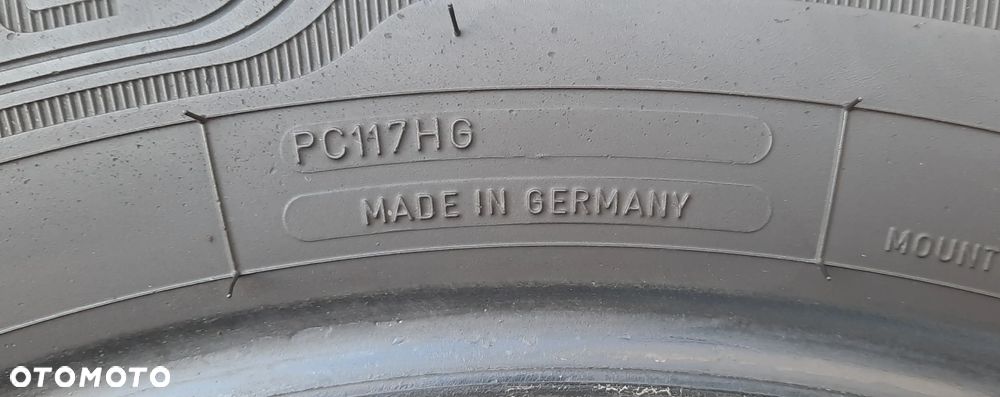 PC117HG
MADE IN GERMANY
MOUNT
OTOMOTO